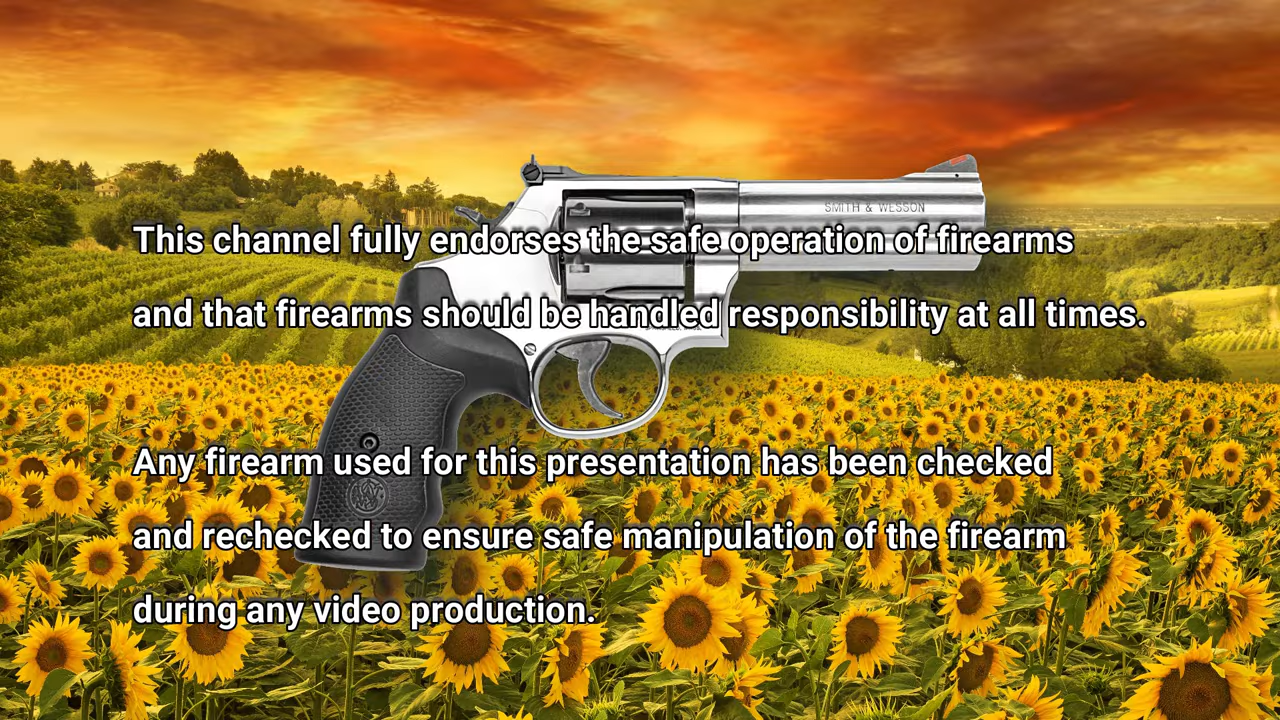 SMITH & WESSON
This channel fully endorses the safe operation of firearms
and that firearms should be handled responsibility at all times.
Any firearm used for this presentation has been checked
and rechecked to ensure safe manipulation of the firearm
during any video production.